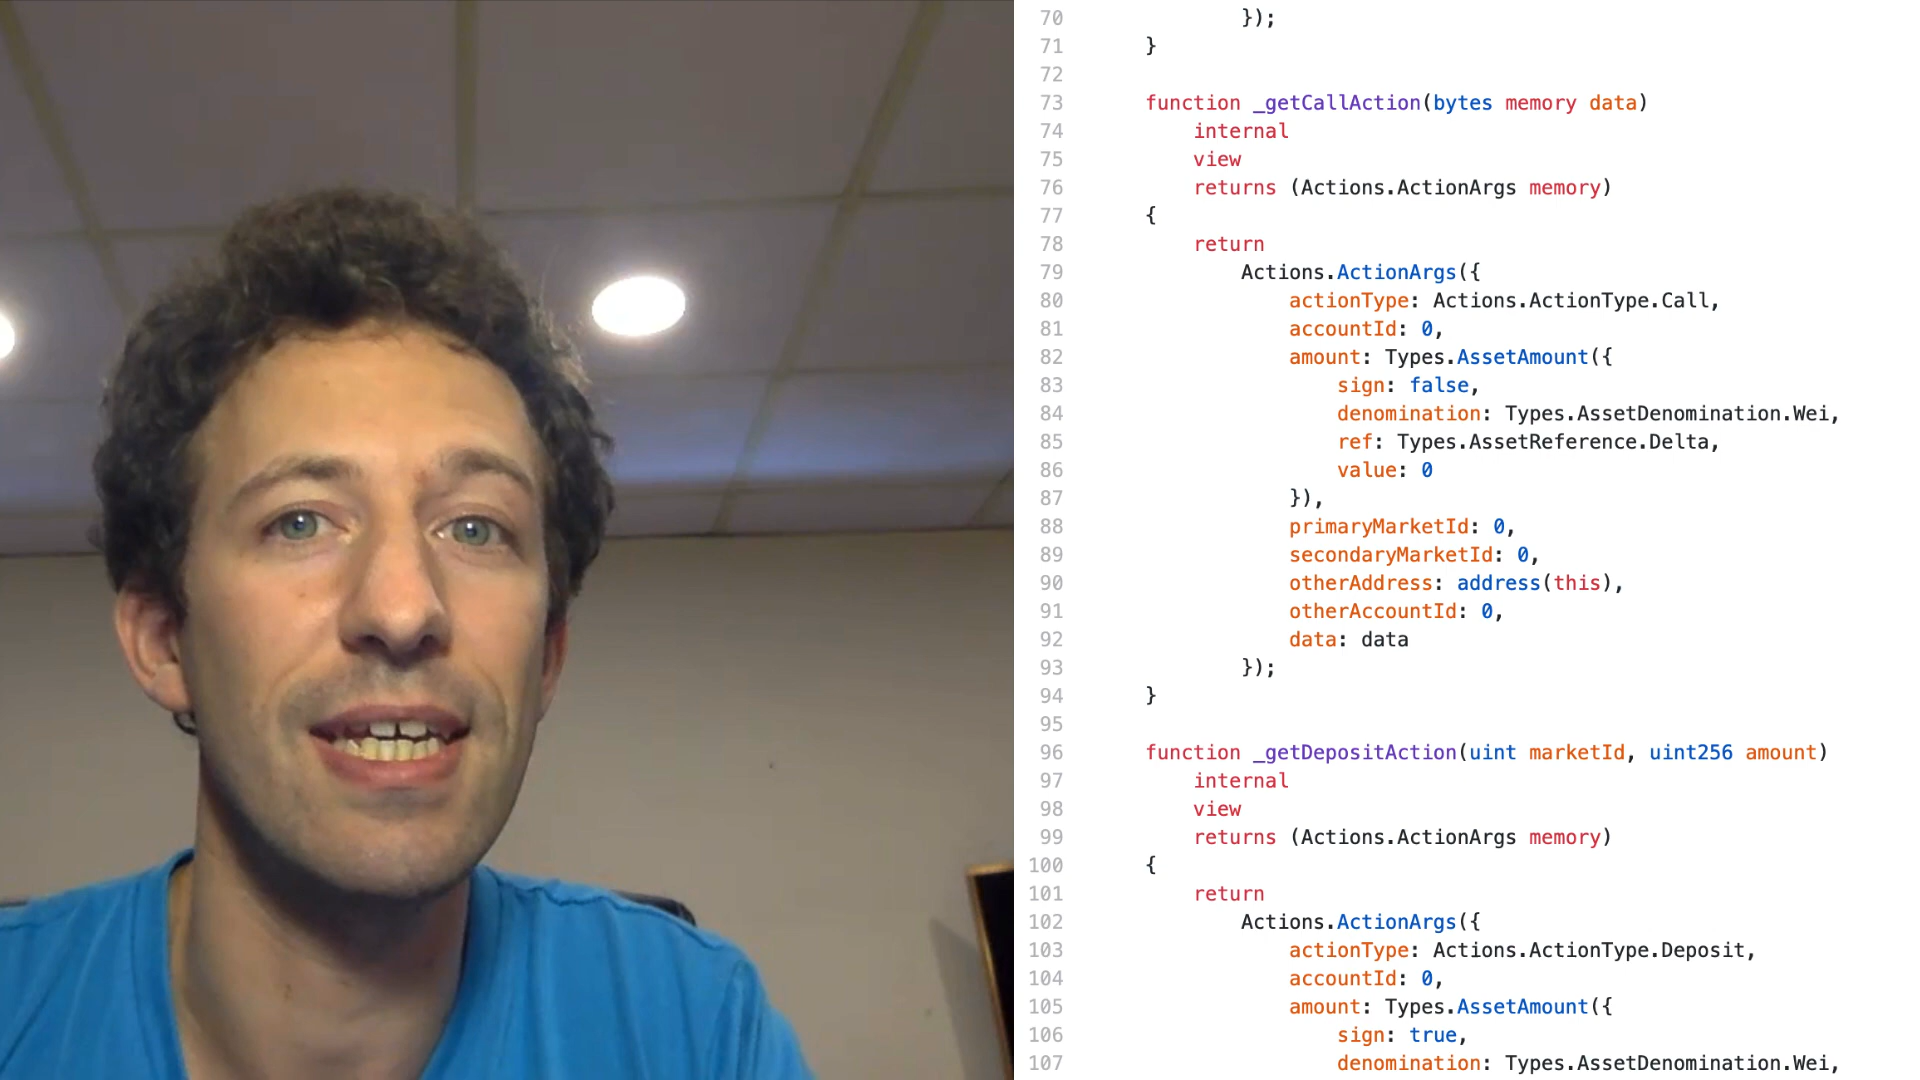 70 });
71 }
72
73 function _getCallAction(bytes memory data)
74 internal
75 view
76 returns (Actions.ActionArgs memory)
77 {
78 return
79 Actions.ActionArgs({
80 actionType: Actions.ActionType.Call,
81 accountId: 0,
82 amount: Types.AssetAmount({
83 sign: false,
84 denomination: Types.AssetDenomination.Wei,
85 ref: Types.AssetReference.Delta,
86 value: 0
87 }),
88 primaryMarketId: 0,
89 secondaryMarketId: 0,
90 otherAddress: address(this),
91 otherAccountId: 0,
92 data: data
93 });
94 }
95
96 function _getDepositAction(uint marketId, uint256 amount)
97 internal
98 view
99 returns (Actions.ActionArgs memory)
100 {
101 return
102 Actions.ActionArgs({
103 actionType: Actions.ActionType.Deposit,
104 accountId: 0,
105 amount: Types.AssetAmount({
106 sign: true,
107 denomination: Types.AssetDenomination.Wei,